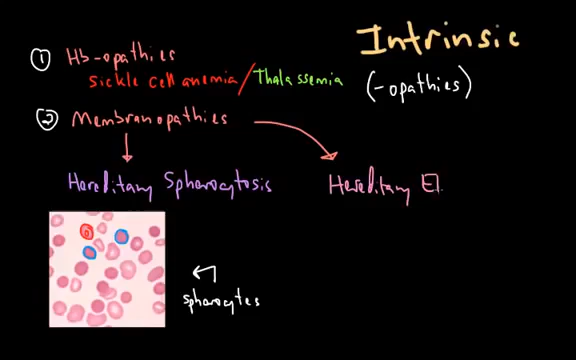 Intrinsic
(-opathies)
① Hb-opathies
Sickle cell anemia / Thalassemia
② Membranopathies
Hereditary Spherocytosis
Hereditary El
spherocytes